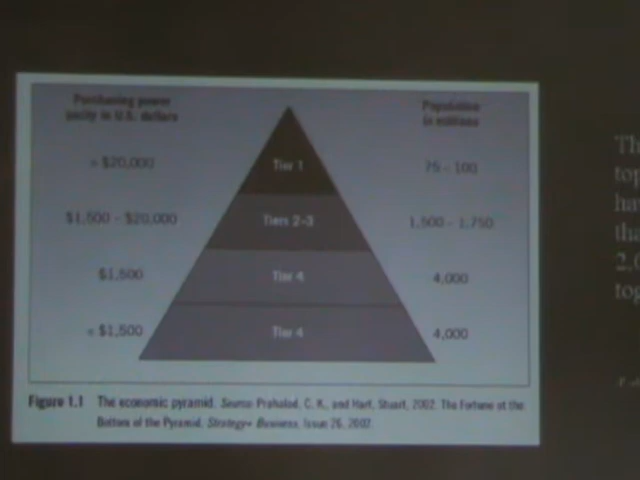 Purchasing power
parity in U.S. dollars
Population
in millions
> $20,000
Tier 1
75 - 100
$1,500 - $20,000
Tiers 2-3
1,500 - 1,750
$1,500
Tier 4
4,000
< $1,500
Tier 4
4,000
Figure 1.1 The economic pyramid. Source: Prahalad, C. K., and Hart, Stuart, 2002. The Fortune at the
Bottom of the Pyramid. Strategy+ Business, Issue 26, 2002.